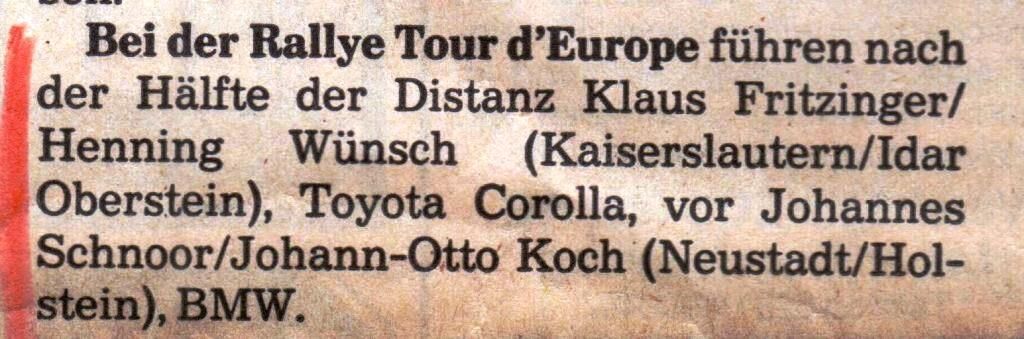 Bei der Rallye Tour d'Europe führen nach
der Hälfte der Distanz Klaus Fritzinger/
Henning Wünsch (Kaiserslautern/Idar
Oberstein), Toyota Corolla, vor Johannes
Schnoor/Johann-Otto Koch (Neustadt/Hol-
stein), BMW.